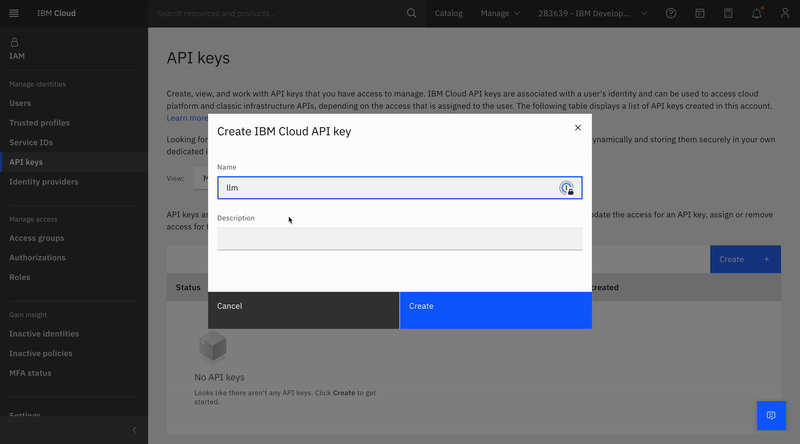 IBM Cloud
Search resources and products...
Catalog
Manage
283639 - IBM Develop...
IAM
Manage identities
Users
Trusted profiles
Service IDs
API keys
Identity providers
Manage access
Access groups
Authorizations
Roles
Gain insight
Inactive identities
Inactive policies
MFA status
Settings
API keys
Create, view, and work with API keys that you have access to manage. IBM Cloud API keys are associated with a user's identity and can be used to access cloud
platform and classic infrastructure APIs, depending on the access that is assigned to the user. The following table displays a list of API keys created in this account.
Learn more
Looking for
dynamically and storing them securely in your own
dedicated i
View:
M
API keys as
update the access for an API key, assign or remove
access for t
Create +
Status
created
No API keys
Looks like there aren't any API keys. Click Create to get
started.
Create IBM Cloud API key
Name
llm
Description
Cancel
Create